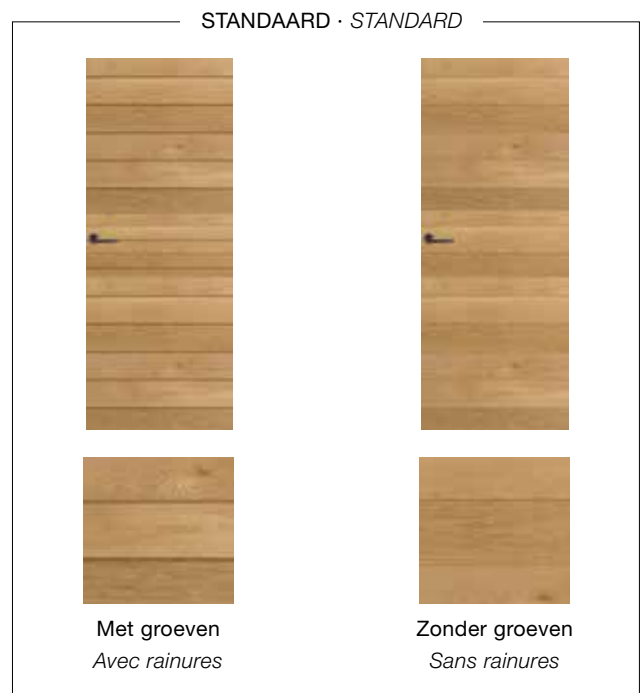 STANDAARD · STANDARD
Met groeven
Avec rainures
Zonder groeven
Sans rainures